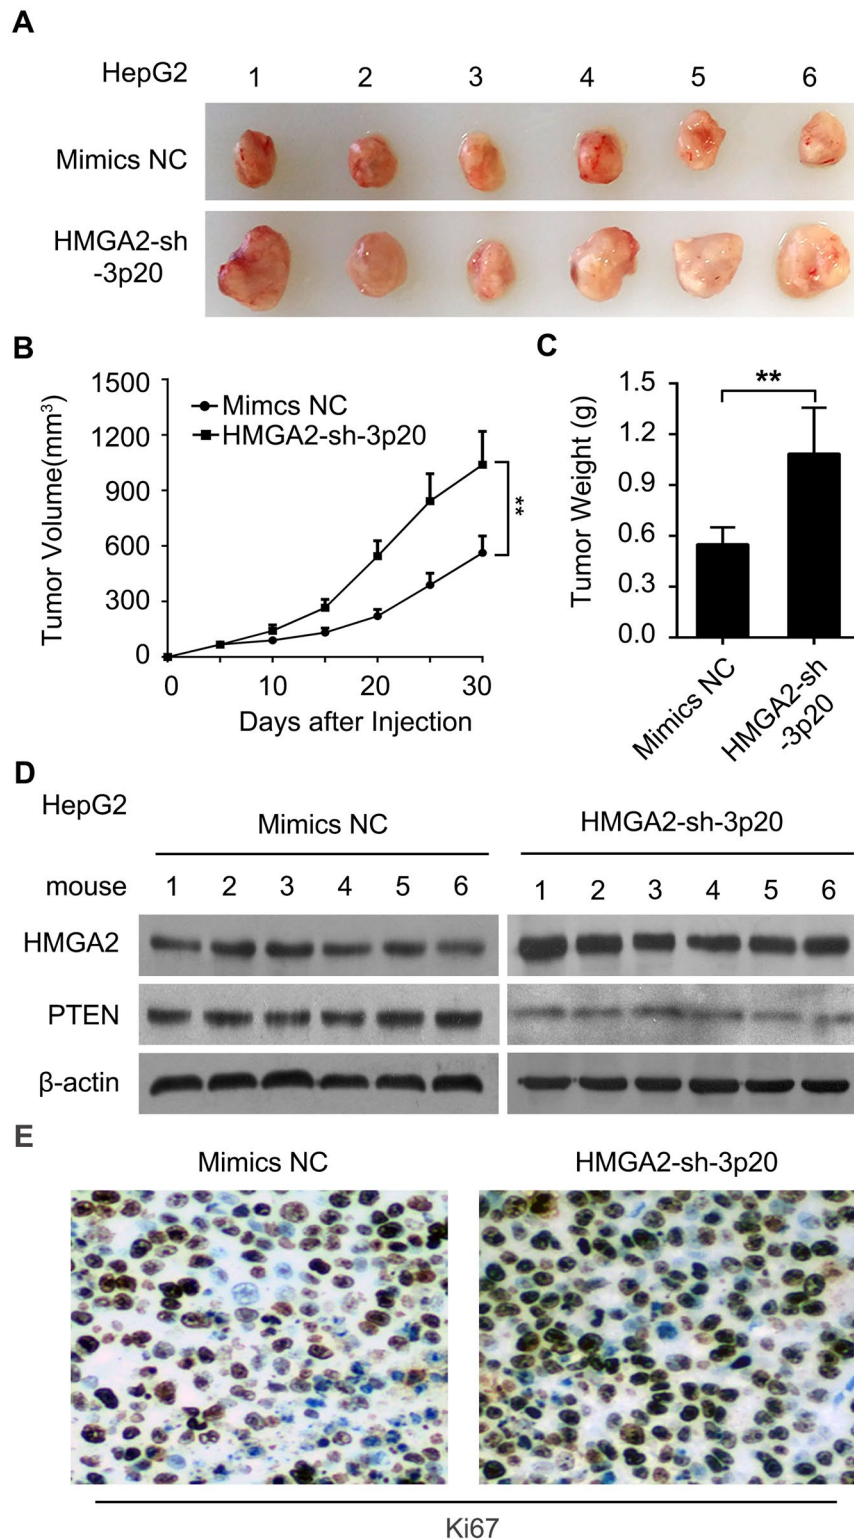 A
HepG2 1 2 3 4 5 6
Mimics NC
HMGA2-sh
-3p20
B
Tumor Volume(mm³)
1500
1200
900
600
300
0
Mimcs NC
HMGA2-sh-3p20
**
0 10 20 30
Days after Injection
C
Tumor Weight (g)
1.5
1.2
0.9
0.6
0.3
0.0
**
Mimics NC
HMGA2-sh
-3p20
D
HepG2
Mimics NC HMGA2-sh-3p20
mouse 1 2 3 4 5 6 1 2 3 4 5 6
HMGA2
PTEN
β-actin
E
Mimics NC HMGA2-sh-3p20
Ki67